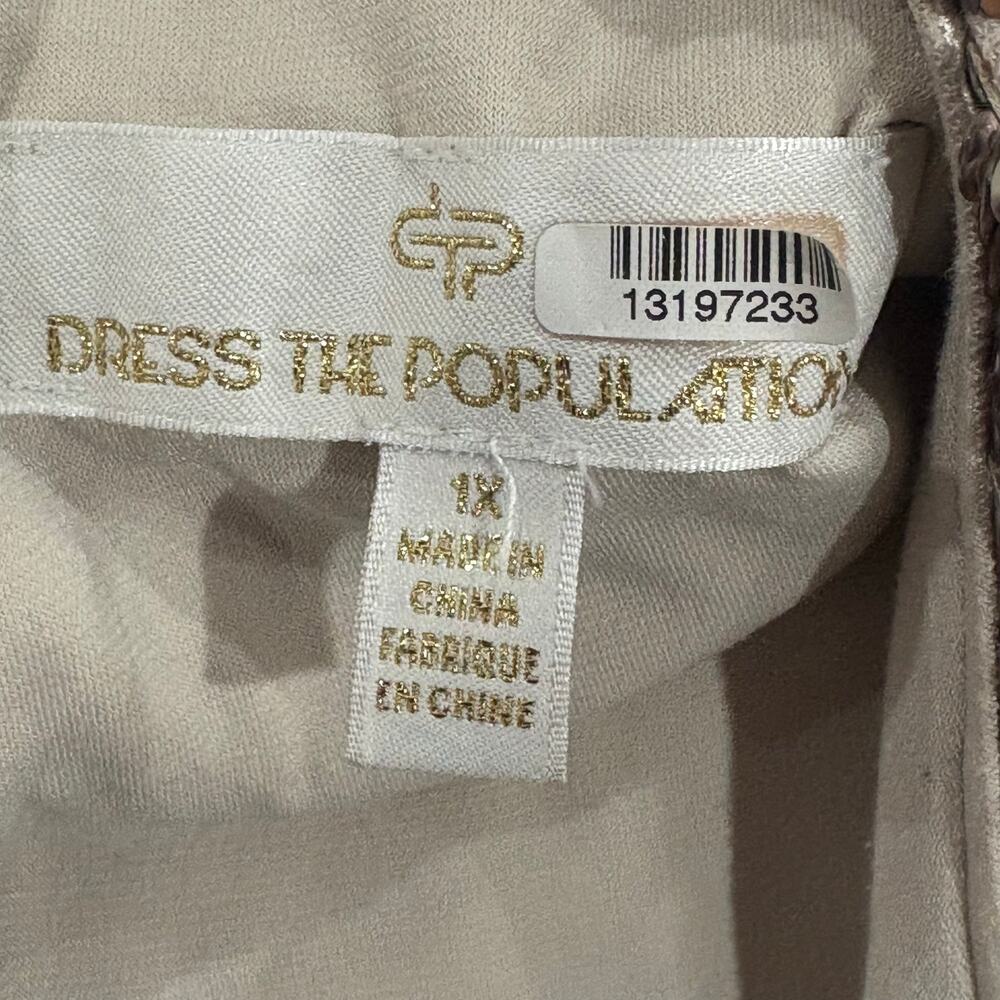 13197233
DRESS THE POPULATION
1X
MADE IN
CHINA
FABRIQUE
EN CHINE